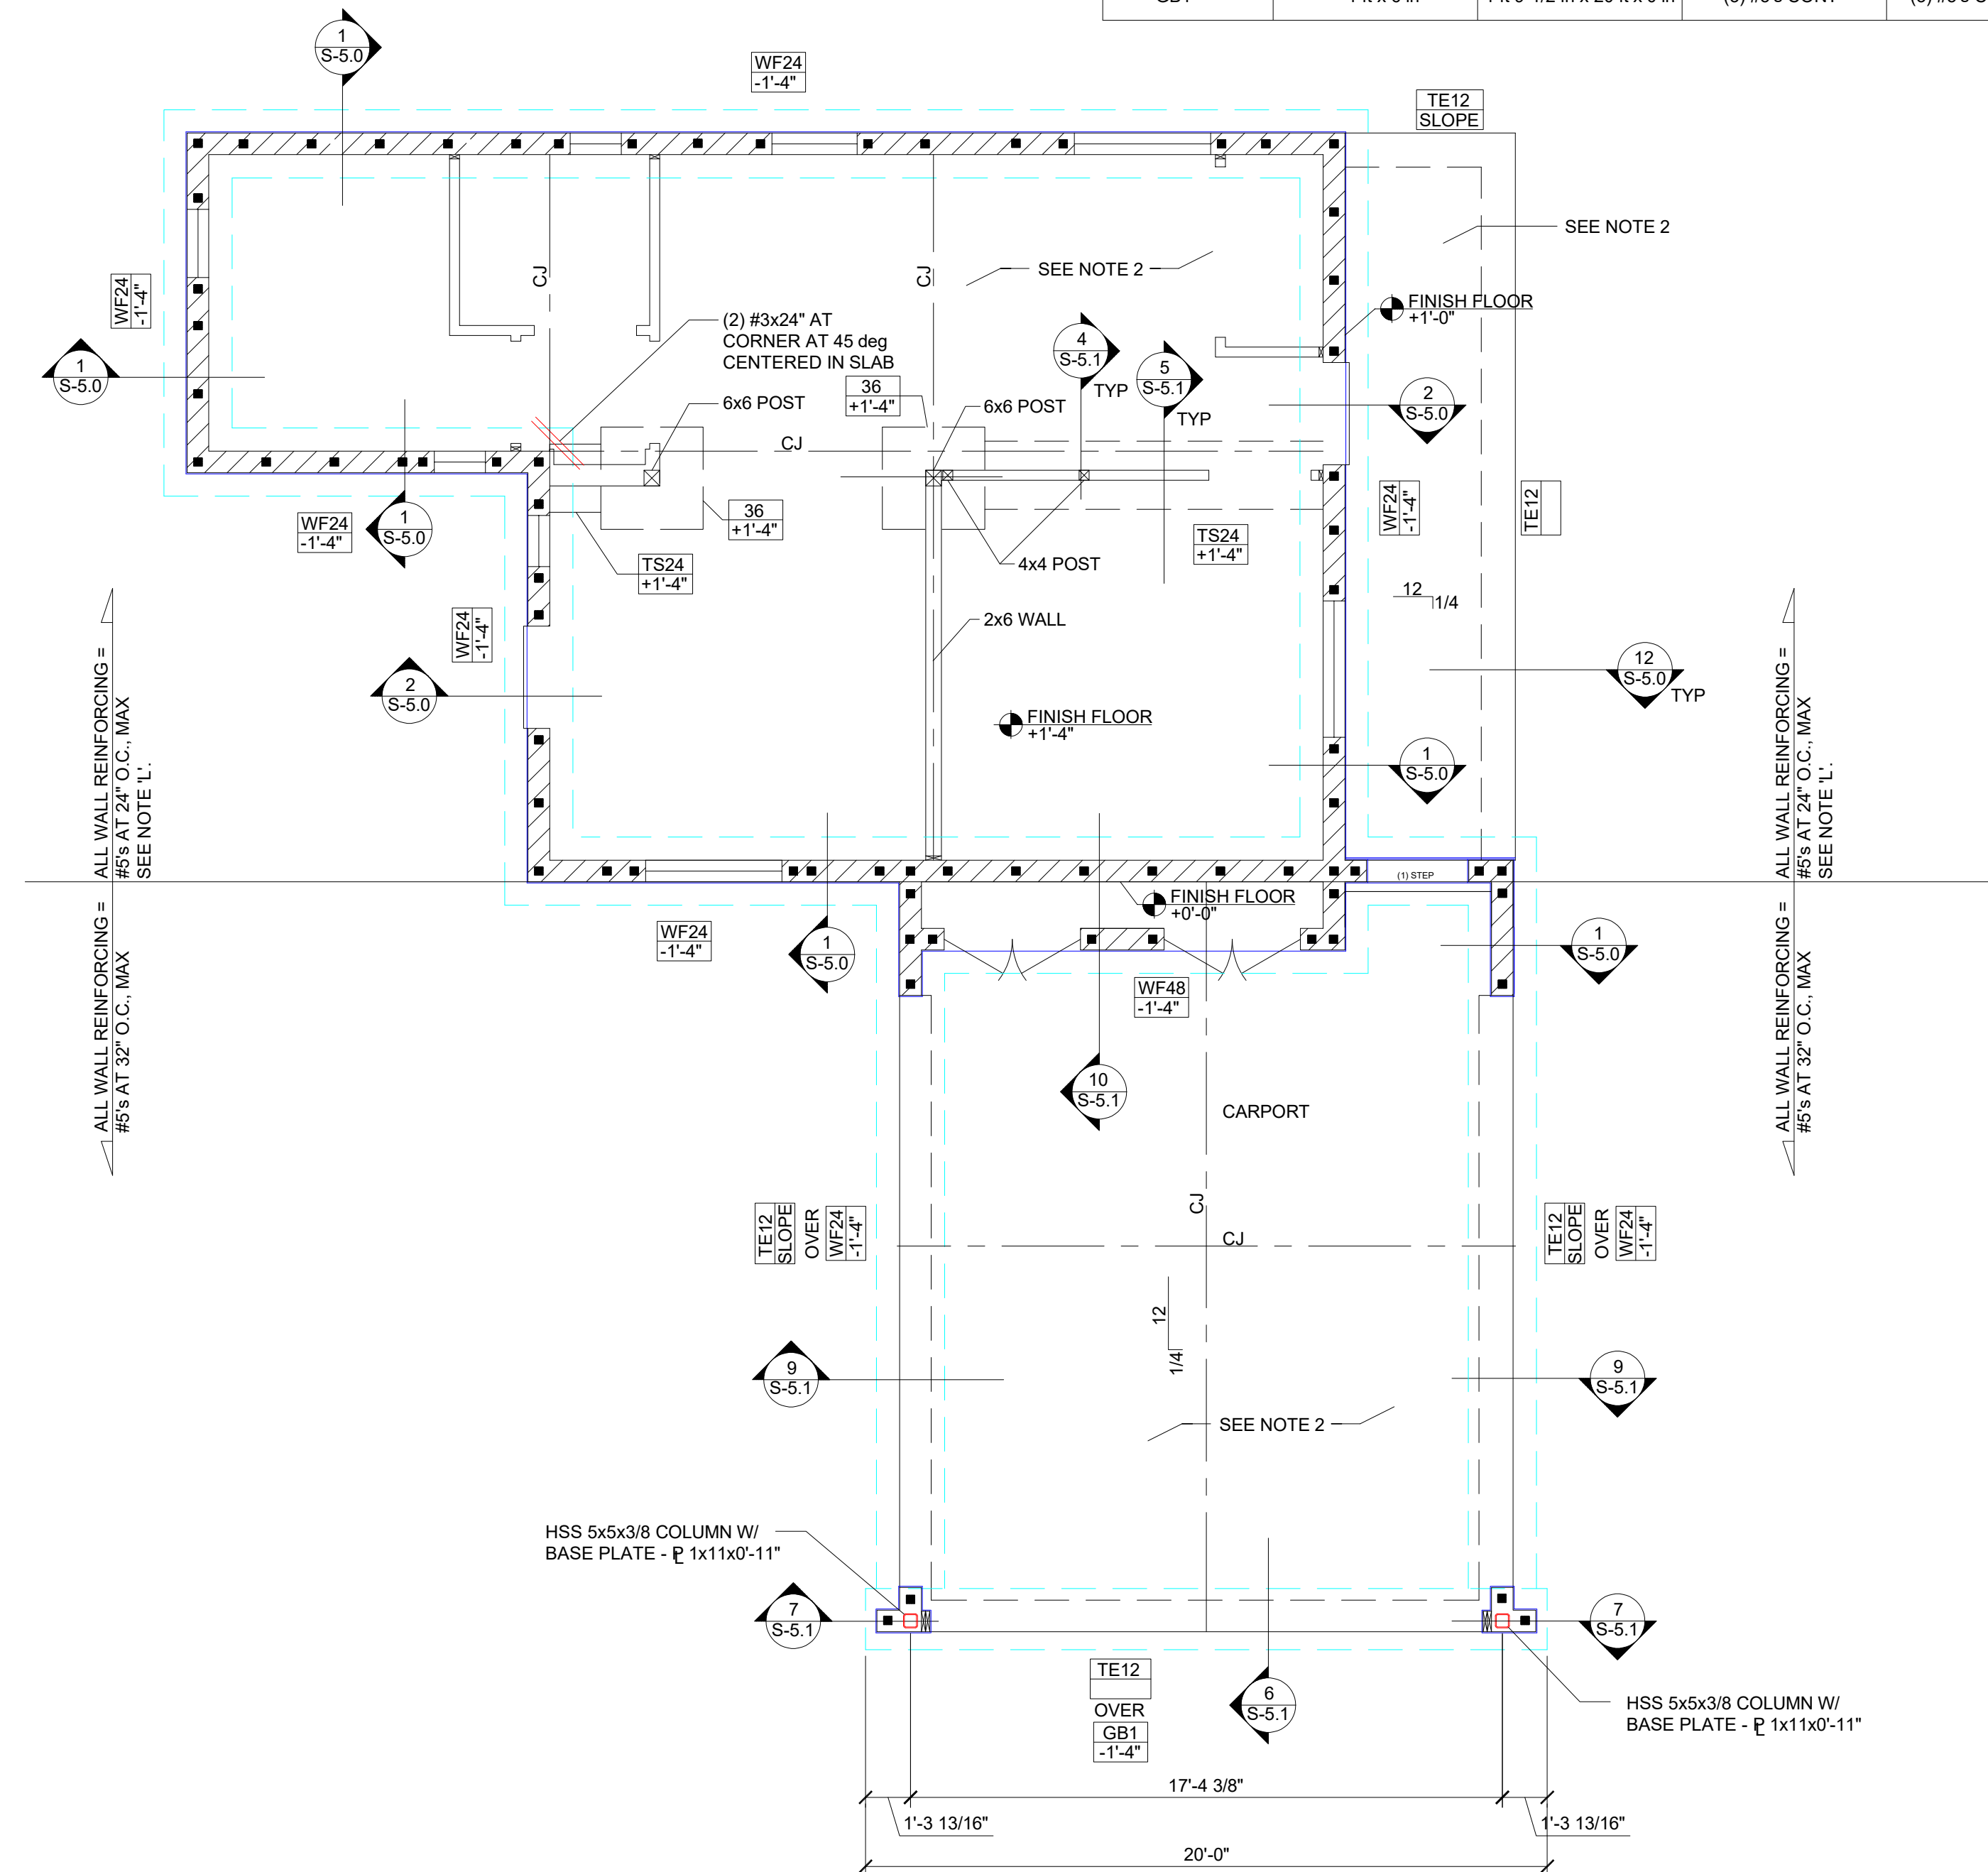 1
S-5.0
WF24
-1'-4"
TE12
SLOPE
SEE NOTE 2
CJ
CJ
SEE NOTE 2
FINISH FLOOR
+1'-0"
WF24
-1'-4"
(2) #3x24" AT
CORNER AT 45 deg
CENTERED IN SLAB
4
S-5.1
TYP
5
S-5.1
TYP
1
S-5.0
36
+1'-4"
6x6 POST
6x6 POST
2
S-5.0
CJ
WF24
-1'-4"
1
S-5.0
36
+1'-4"
WF24
-1'-4"
TE12
TS24
+1'-4"
TS24
+1'-4"
4x4 POST
12
1/4
WF24
-1'-4"
2x6 WALL
2
S-5.0
12
S-5.0
TYP
FINISH FLOOR
+1'-4"
1
S-5.0
ALL WALL REINFORCING =
#5's AT 24" O.C., MAX
SEE NOTE 'L'.
ALL WALL REINFORCING =
#5's AT 24" O.C., MAX
SEE NOTE 'L'.
(1) STEP
FINISH FLOOR
+0'-0"
WF24
-1'-4"
1
S-5.0
1
S-5.0
ALL WALL REINFORCING =
#5's AT 32" O.C., MAX
ALL WALL REINFORCING =
#5's AT 32" O.C., MAX
WF48
-1'-4"
10
S-5.1
CARPORT
TE12
SLOPE
OVER
WF24
-1'-4"
CJ
CJ
TE12
SLOPE
OVER
WF24
-1'-4"
12
1/4
9
S-5.1
9
S-5.1
SEE NOTE 2
HSS 5x5x3/8 COLUMN W/
BASE PLATE - PL 1x11x0'-11"
7
S-5.1
7
S-5.1
TE12
OVER
GB1
-1'-4"
6
S-5.1
HSS 5x5x3/8 COLUMN W/
BASE PLATE - PL 1x11x0'-11"
17'-4 3/8"
1'-3 13/16"
1'-3 13/16"
20'-0"